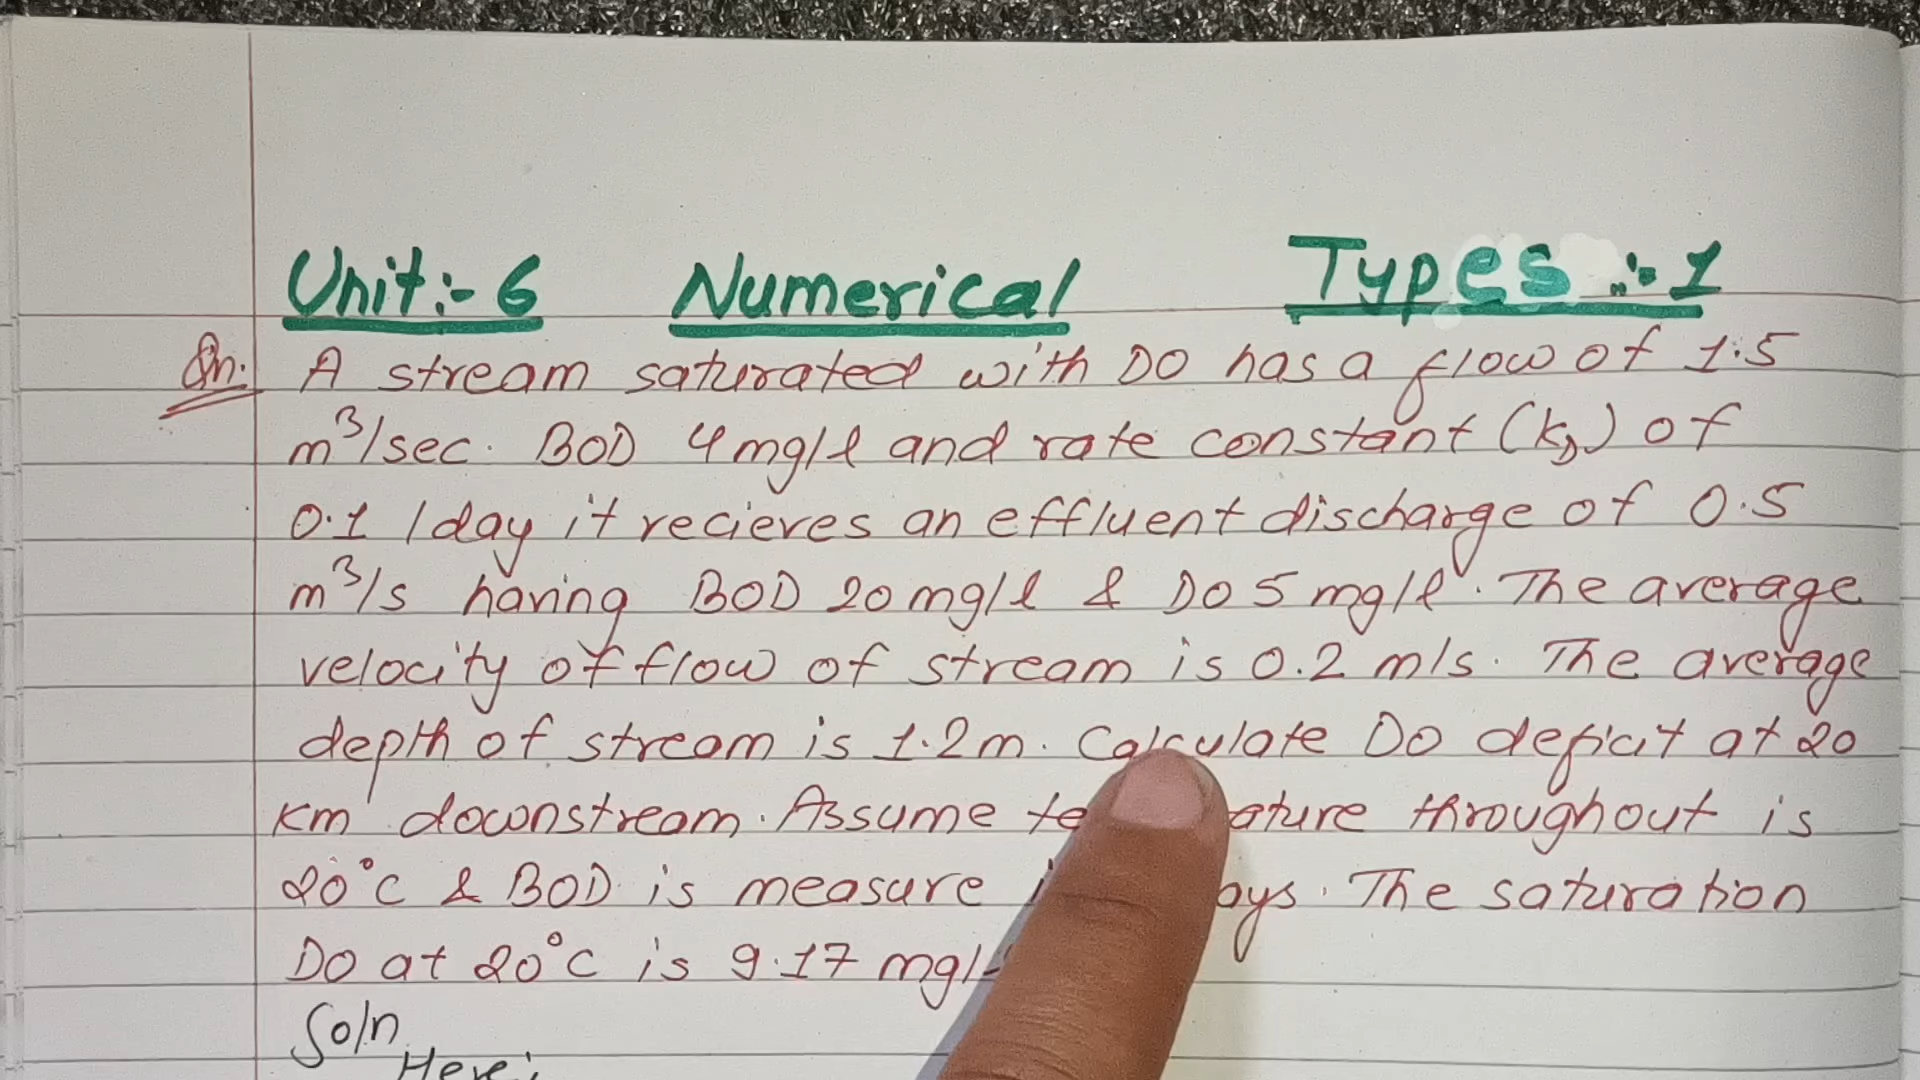 Unit:- 6 Numerical Types :- 1
Qn. A stream saturated with DO has a flow of 1.5
m³/sec. BOD 4 mg/l and rate constant (kD) of
0.1 /day it recieves an effluent discharge of 0.5
m³/s having BOD 20 mg/l & DO 5 mg/l. The average
velocity of flow of stream is 0.2 m/s. The average
depth of stream is 1.2m. Calculate DO deficit at 20
km downstream. Assume throughout is
20°C & BOD is measure The saturation
DO at 20°C is 9.17 mg/
Soln
Here;